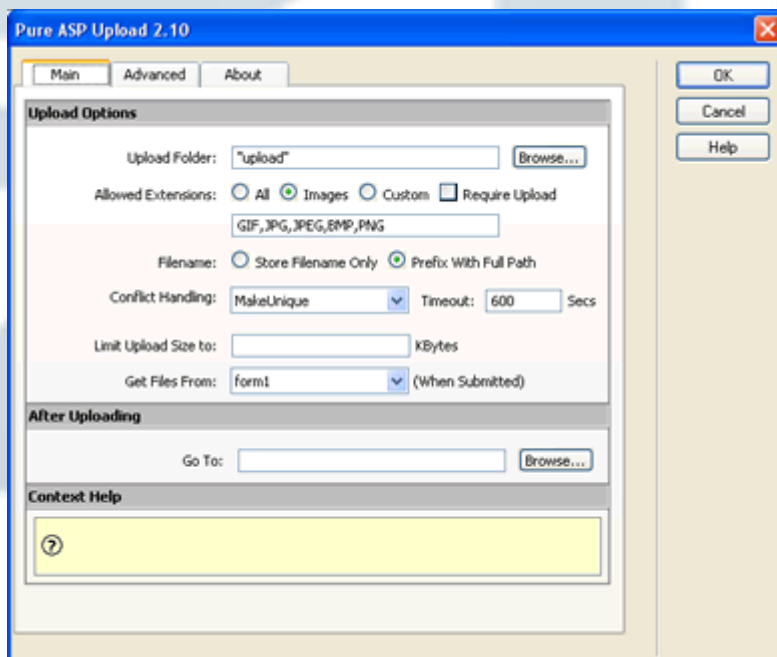 Pure ASP Upload 2.10
Main Advanced About
OK
Cancel
Help
Upload Options
Upload Folder: "upload" Browse...
Allowed Extensions: All Images Custom Require Upload
GIF,JPG,JPEG,BMP,PNG
Filename: Store Filename Only Prefix With Full Path
Conflict Handling: MakeUnique Timeout: 600 Secs
Limit Upload Size to: KBytes
Get Files From: form1 (When Submitted)
After Uploading
Go To: Browse...
Context Help
?